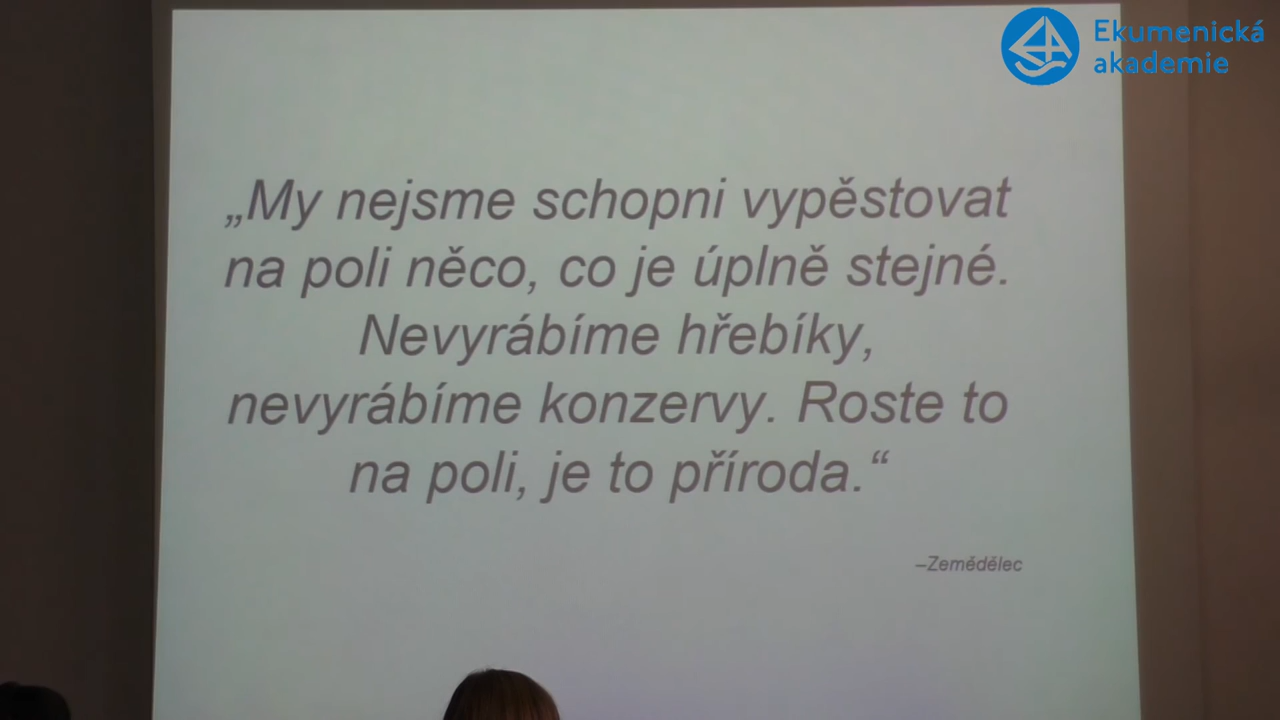 Ekumenická
akademie
„My nejsme schopni vypěstovat
na poli něco, co je úplně stejné.
Nevyrábíme hřebíky,
nevyrábíme konzervy. Roste to
na poli, je to příroda.“
–Zemědělec